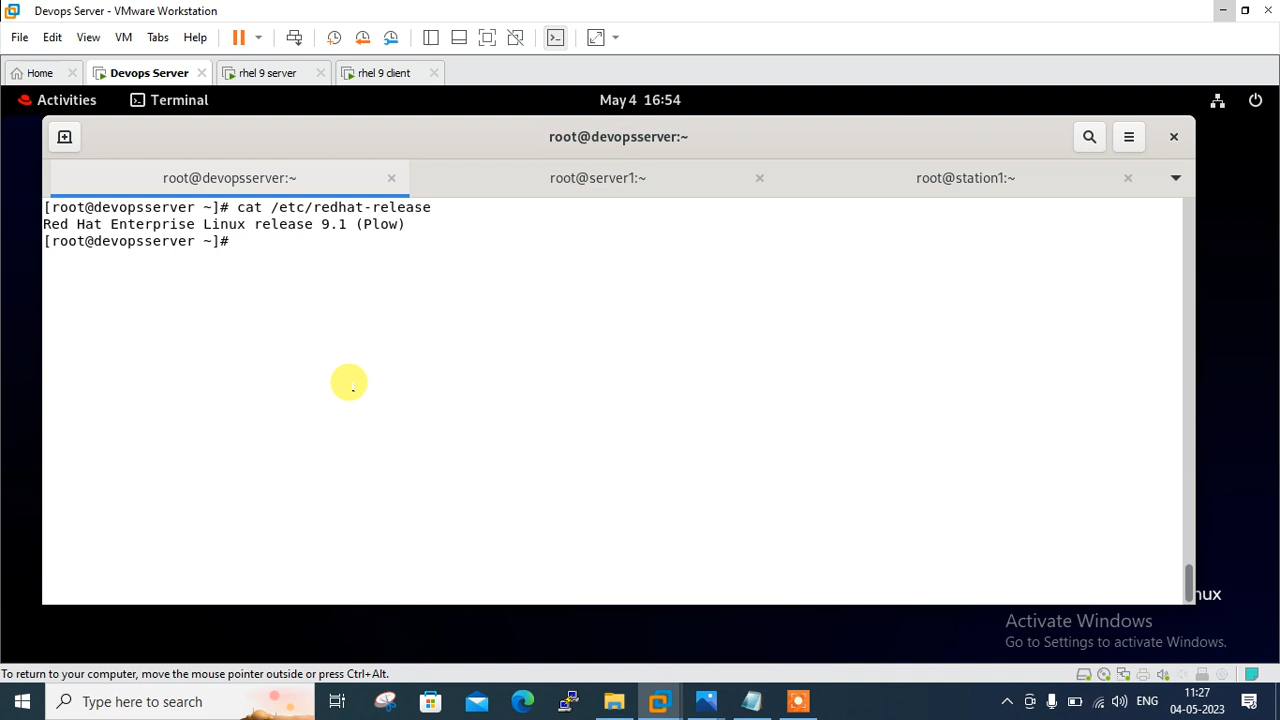 Devops Server - VMware Workstation
File Edit View VM Tabs Help
Home Devops Server rhel 9 server rhel 9 client
Activities Terminal May 4 16:54
root@devopsserver:~
root@devopsserver:~ root@server1:~ root@station1:~
[root@devopsserver ~]# cat /etc/redhat-release
Red Hat Enterprise Linux release 9.1 (Plow)
[root@devopsserver ~]#
nux
Activate Windows
Go to Settings to activate Windows.
To return to your computer, move the mouse pointer outside or press Ctrl+Alt.
Type here to search ENG 11:27
04-05-2023